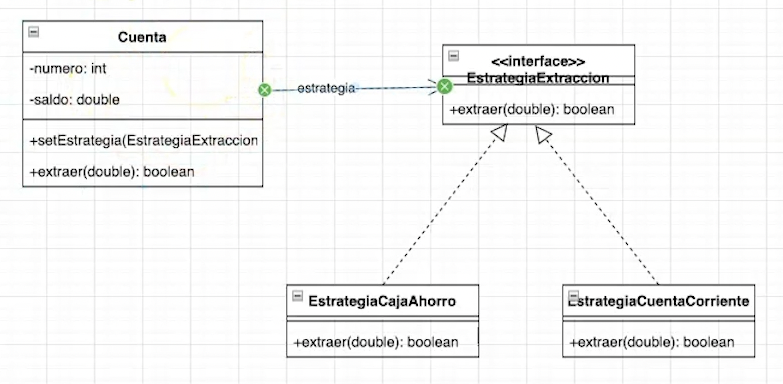 Cuenta
-numero: int
-saldo: double
+setEstrategia(EstrategiaExtraccion
+extraer(double): boolean
estrategia
<<interface>>
EstrategiaExtraccion
+extraer(double): boolean
EstrategiaCajaAhorro
+extraer(double): boolean
EstrategiaCuentaCorriente
+extraer(double): boolean